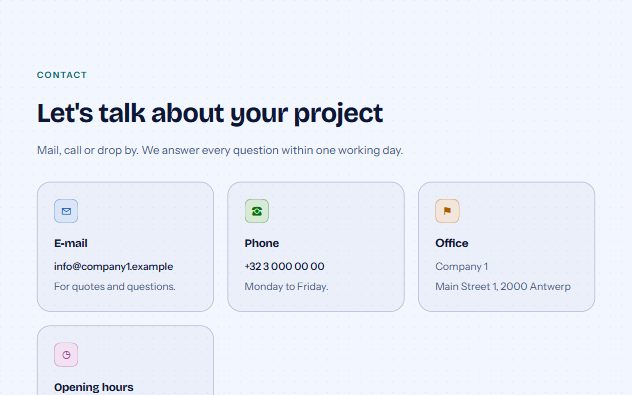 CONTACT
Let's talk about your project
Mail, call or drop by. We answer every question within one working day.
E-mail
info@company1.example
For quotes and questions.
Phone
+32 3 000 00 00
Monday to Friday.
Office
Company 1
Main Street 1, 2000 Antwerp
Opening hours